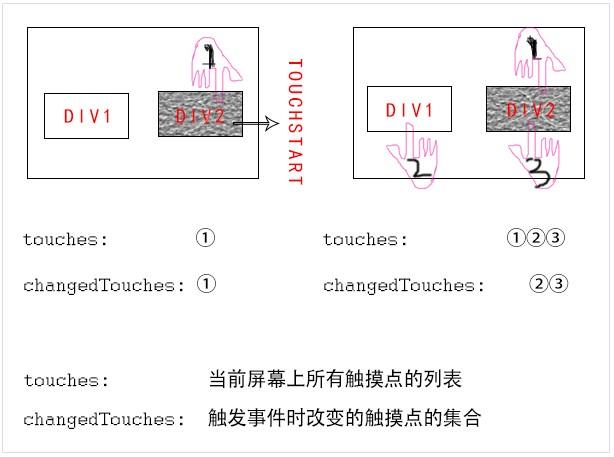 1
DIV1
DIV2
TOUCHSTART
1
DIV1
DIV2
2
3
touches: ①
changedTouches: ①
touches: ①②③
changedTouches: ②③
touches: 当前屏幕上所有触摸点的列表
changedTouches: 触发事件时改变的触摸点的集合